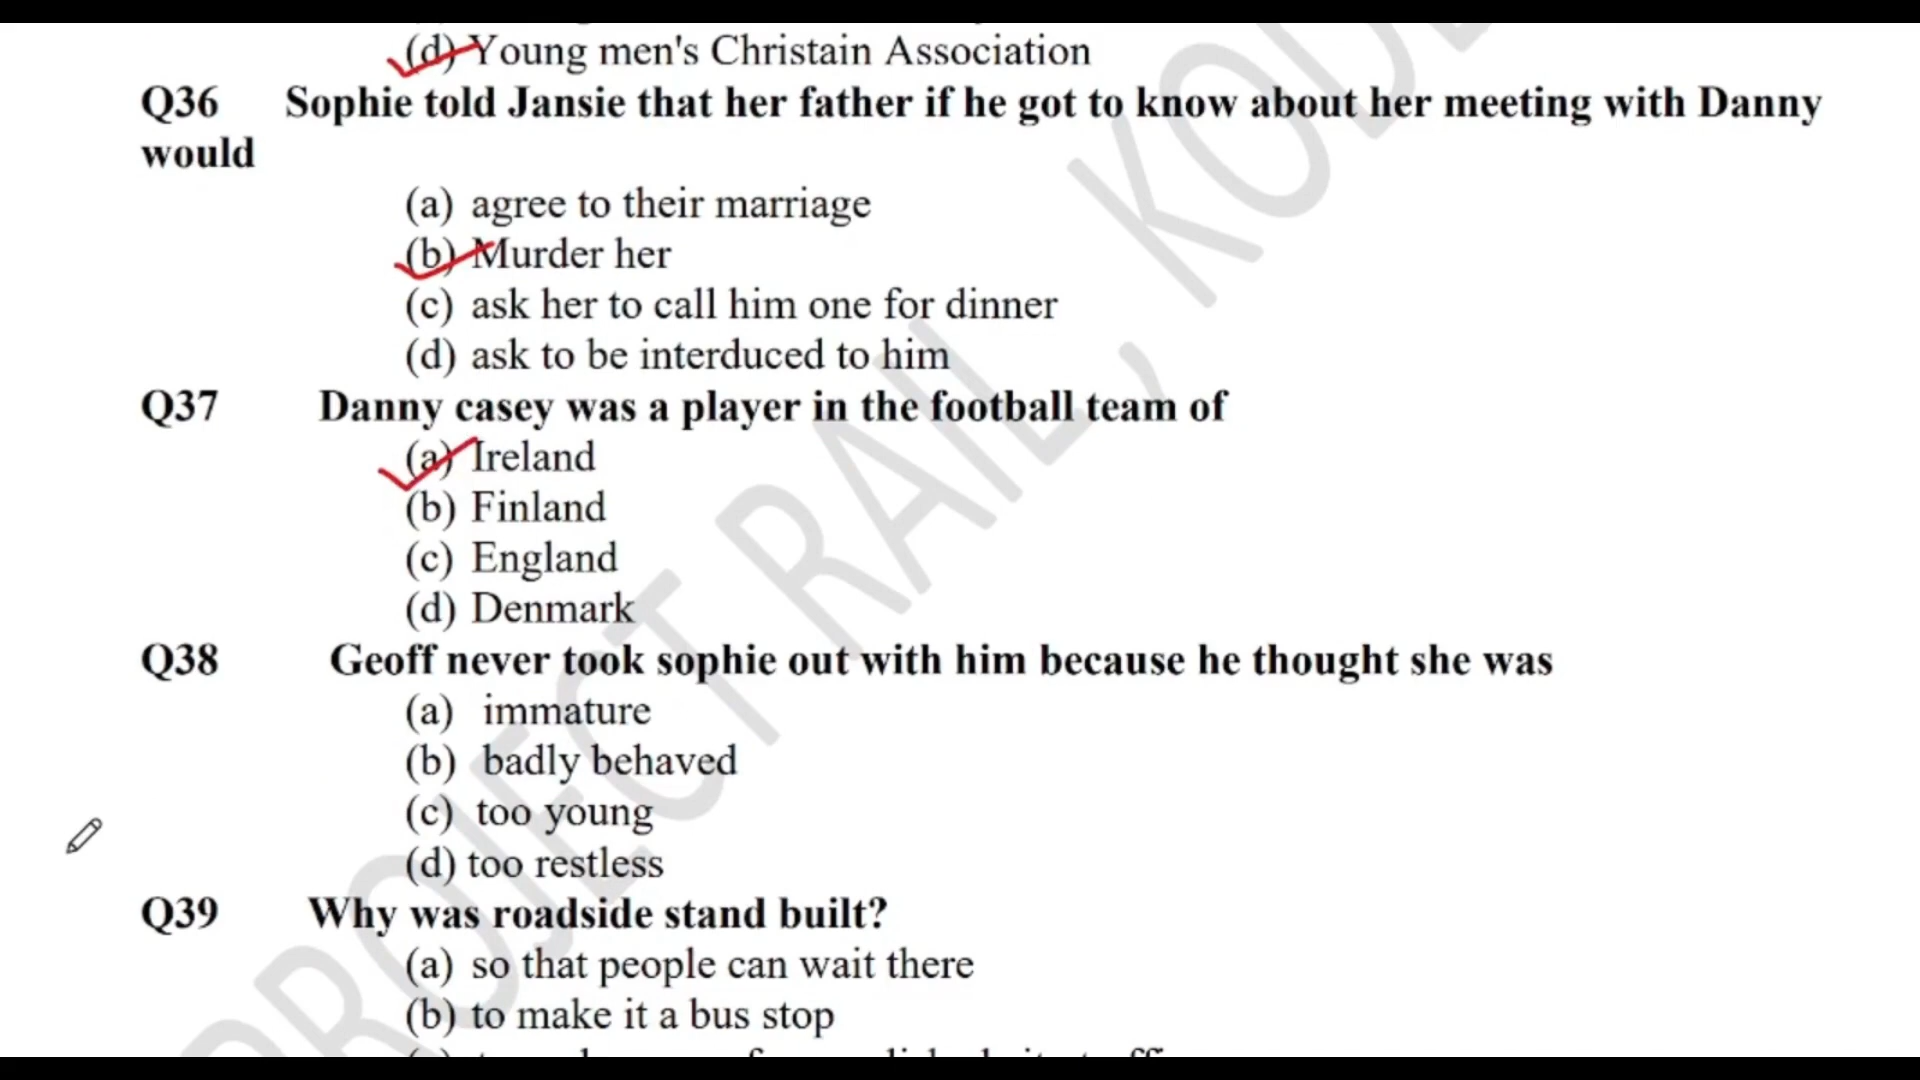 (d) Young men's Christain Association
Q36 Sophie told Jansie that her father if he got to know about her meeting with Danny
would
(a) agree to their marriage
(b) Murder her
(c) ask her to call him one for dinner
(d) ask to be interduced to him
Q37 Danny casey was a player in the football team of
(a) Ireland
(b) Finland
(c) England
(d) Denmark
Q38 Geoff never took sophie out with him because he thought she was
(a) immature
(b) badly behaved
(c) too young
(d) too restless
Q39 Why was roadside stand built?
(a) so that people can wait there
(b) to make it a bus stop
PROJECT RAIL,